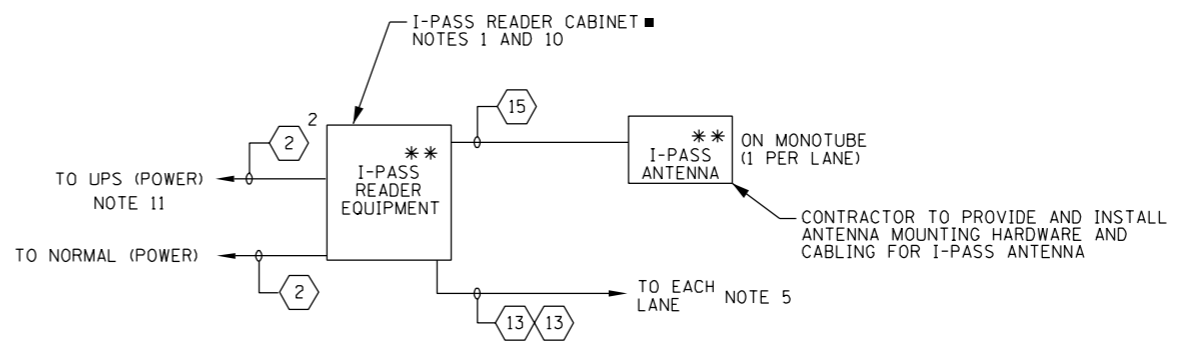 I-PASS READER CABINET ■
NOTES 1 AND 10
15
2
2
** 
I-PASS
READER
EQUIPMENT
**
I-PASS
ANTENNA
ON MONOTUBE
(1 PER LANE)
TO UPS (POWER)
NOTE 11
CONTRACTOR TO PROVIDE AND INSTALL
ANTENNA MOUNTING HARDWARE AND
CABLING FOR I-PASS ANTENNA
TO NORMAL (POWER)
2
TO EACH
LANE
NOTE 5
13 13